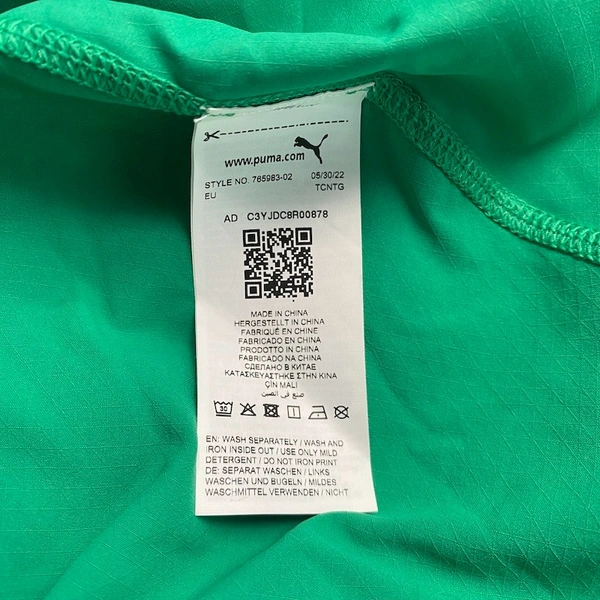 www.puma.com
STYLE NO. 765983-02 05/30/22
EU TCNTG
AD C3YJDC8R00878
MADE IN CHINA
HERGESTELLT IN CHINA
FABRIQUÉ EN CHINE
FABRICADO EN CHINA
PRODOTTO IN CHINA
FABRICADO NA CHINA
СДЕЛАНО В КИТАЕ
ΚΑΤΑΣΚΕΥΑΣΤΗΚΕ ΣΤΗΝ ΚΙΝΑ
ÇİN MALI
صنع في الصين
30
EN: WASH SEPARATELY / WASH AND
IRON INSIDE OUT / USE ONLY MILD
DETERGENT / DO NOT IRON PRINT
DE: SEPARAT WASCHEN / LINKS
WASCHEN UND BÜGELN / MILDES
WASCHMITTEL VERWENDEN / NICHT